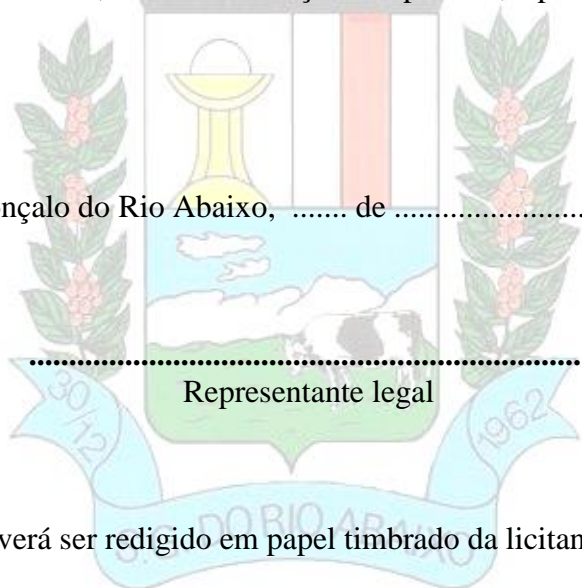 onçalo do Rio Abaixo, ....... de ........................
................................................................
Representante legal
30/12
1962
verá ser redigido em papel timbrado da licitan
S.G. DO RIO ABAIXO